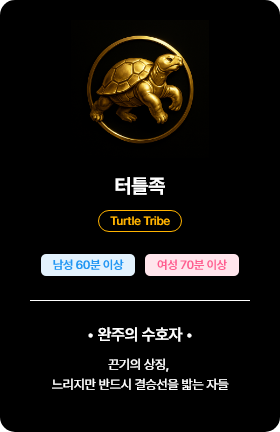 터틀족
Turtle Tribe
남성 60분 이상 여성 70분 이상
• 완주의 수호자 •
끈기의 상징,
느리지만 반드시 결승선을 밟는 자들